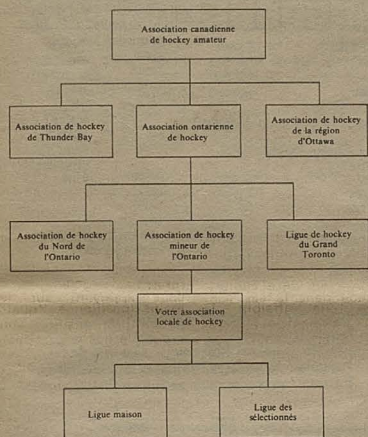 Association canadienne
de hockey amateur
Association de hockey
de Thunder Bay
Association ontarienne
de hockey
Association de hockey
de la région
d'Ottawa
Association de hockey
du Nord de
l'Ontario
Association de hockey
mineur de
l'Ontario
Ligue de hockey
du Grand
Toronto
Votre association
locale de hockey
Ligue maison
Ligue des
sélectionnés